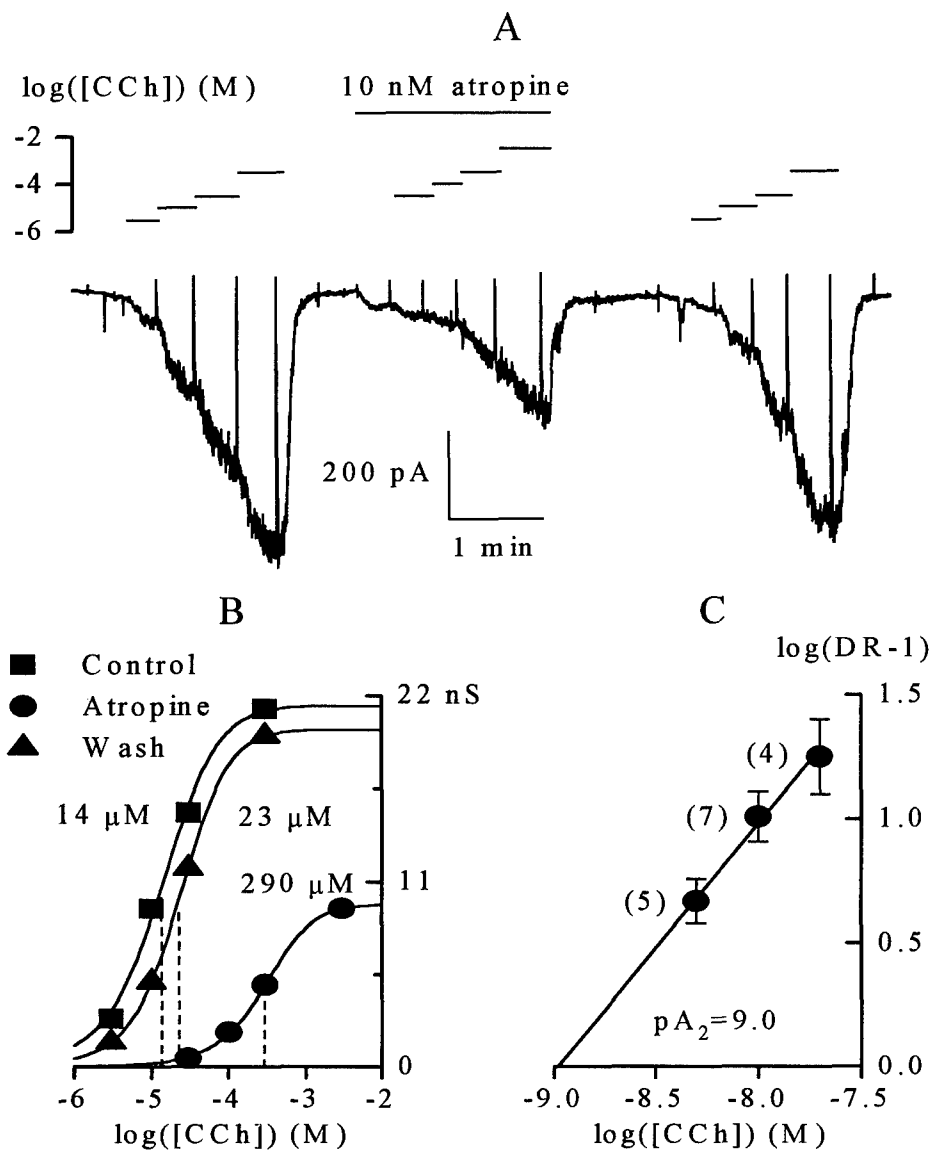 A
log([CCh]) (M)
10 nM atropine
-2
-4
-6
200 pA
1 min
B
Control
Atropine
Wash
22 nS
11
0
14 µM
23 µM
290 µM
-6 -5 -4 -3 -2
log([CCh]) (M)
C
log(DR-1)
1.5
1.0
0.5
0.0
(4)
(7)
(5)
pA₂=9.0
-9.0 -8.5 -8.0 -7.5
log([CCh]) (M)